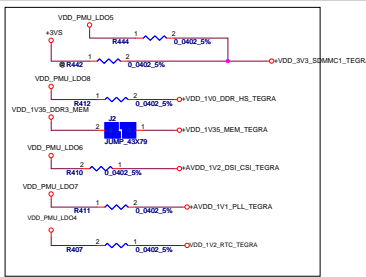 VDD_PMU_LDO5
+3VS
R444
1
2
0_0402_5%
@R442
1
2
0_0402_5%
+VDD_3V3_SDMMC1_TEGRA
VDD_PMU_LDO8
R412
1
2
0_0402_5%
+VDD_1V0_DDR_HS_TEGRA
VDD_1V35_DDR3_MEM
J2
2
1
JUMP_43X79
+VDD_1V35_MEM_TEGRA
VDD_PMU_LDO6
R410
2
1
0_0402_5%
+AVDD_1V2_DSI_CSI_TEGRA
VDD_PMU_LDO7
R411
1
2
0_0402_5%
+AVDD_1V1_PLL_TEGRA
VDD_PMU_LDO4
R407
2
1
0_0402_5%
+VDD_1V2_RTC_TEGRA